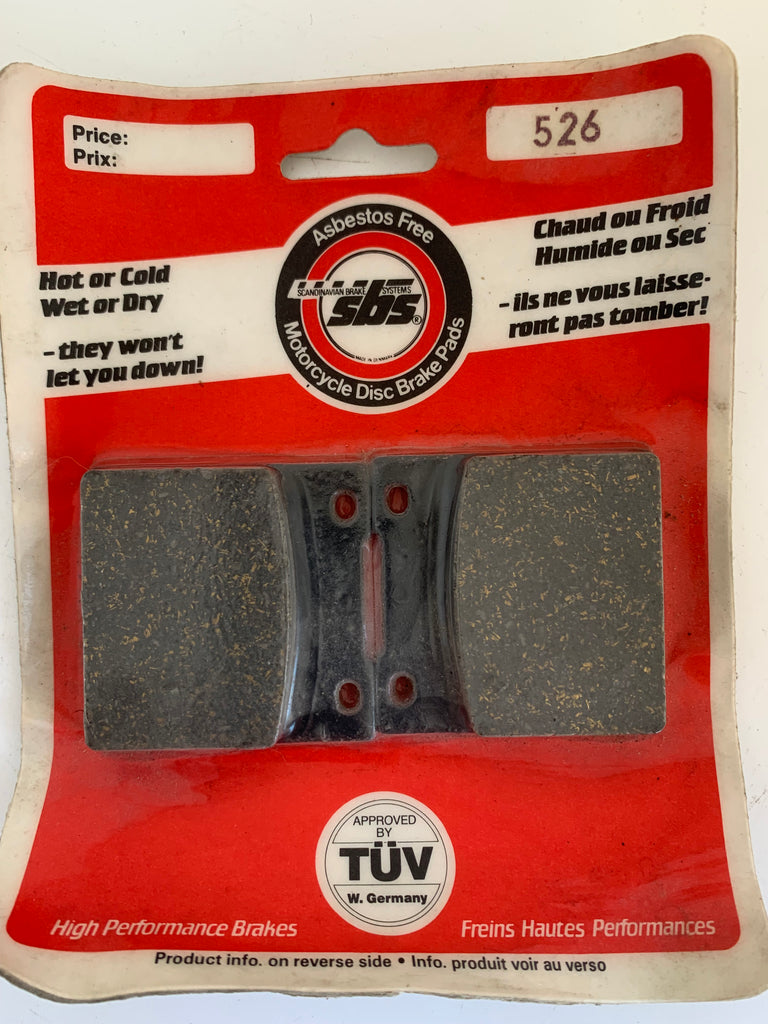 Price:
Prix:
526
Hot or Cold
Wet or Dry
– they won't
let you down!
Asbestos Free
SCANDINAVIAN BRAKE SYSTEMS
sbs®
MADE IN DENMARK
Motorcycle Disc Brake Pads
Chaud ou Froid
Humide ou Sec
– ils ne vous laisse-
ront pas tomber!
APPROVED
BY
TÜV
W. Germany
High Performance Brakes
Freins Hautes Performances
Product info. on reverse side • Info. produit voir au verso